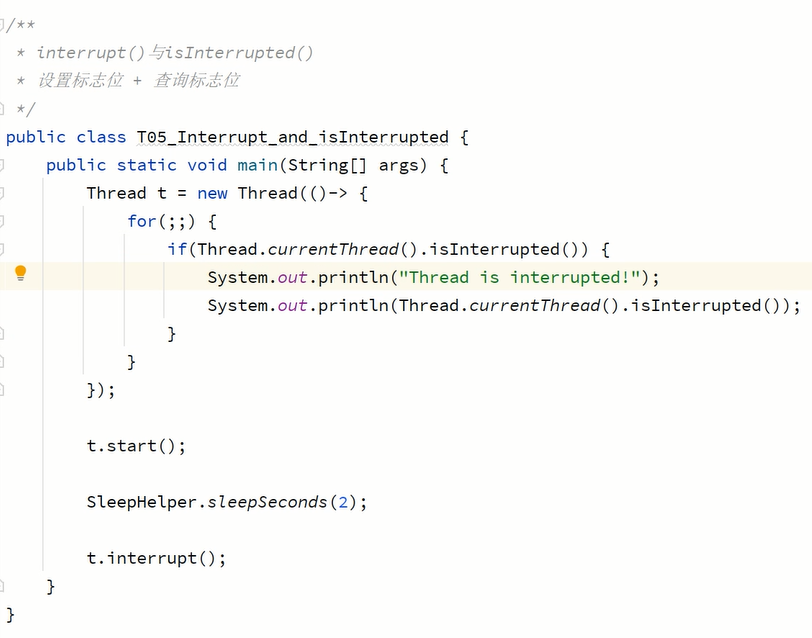 /**
 * interrupt()与isInterrupted()
 * 设置标志位 + 查询标志位
 */
public class T05_Interrupt_and_isInterrupted {
    public static void main(String[] args) {
        Thread t = new Thread(()-> {
            for(;;) {
                if(Thread.currentThread().isInterrupted()) {
                    System.out.println("Thread is interrupted!");
                    System.out.println(Thread.currentThread().isInterrupted());
                }
            }
        });
        t.start();
        SleepHelper.sleepSeconds(2);
        t.interrupt();
    }
}